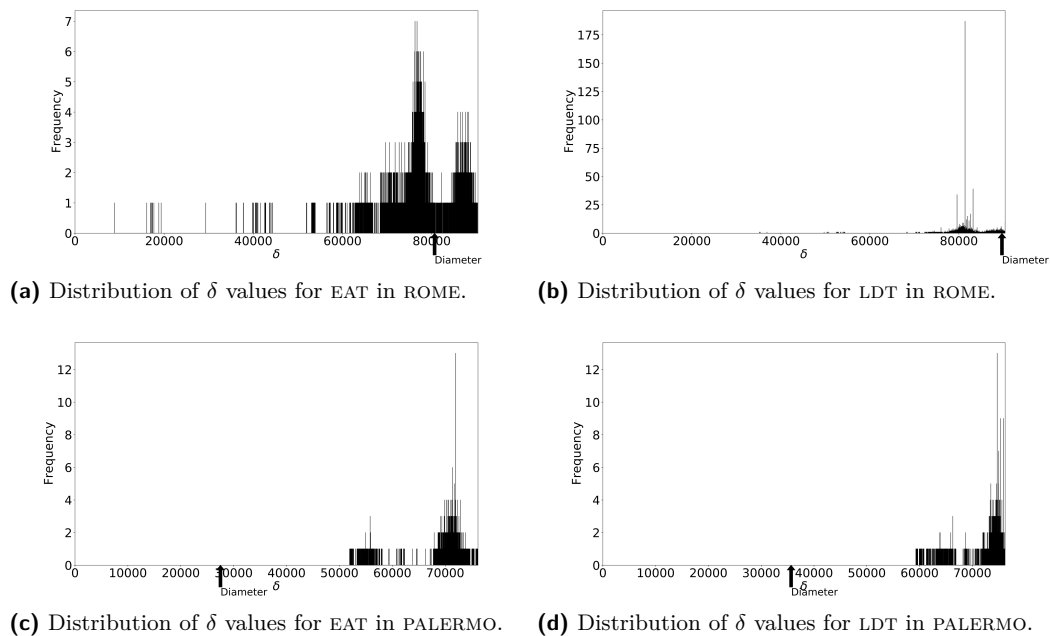 7
6
5
4
3
2
1
0
Frequency
0 20000 40000 60000 80000
δ
Diameter
(a) Distribution of δ values for EAT in ROME.
175
150
125
100
75
50
25
0
Frequency
0 20000 40000 60000 80000
δ
Diameter
(b) Distribution of δ values for LDT in ROME.
12
10
8
6
4
2
0
Frequency
0 10000 20000 30000 40000 50000 60000 70000
δ
Diameter
(c) Distribution of δ values for EAT in PALERMO.
12
10
8
6
4
2
0
Frequency
0 10000 20000 30000 40000 50000 60000 70000
δ
Diameter
(d) Distribution of δ values for LDT in PALERMO.